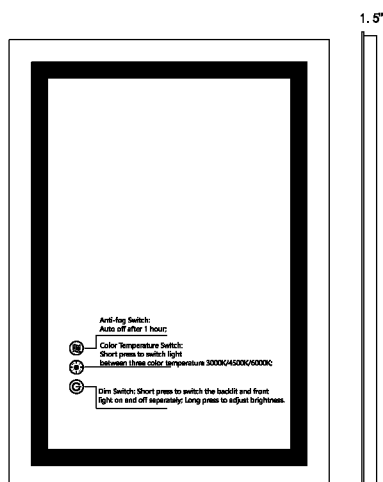 1.5"
Anti-fog Switch:
Auto off after 1 hour;
Color Temperature Switch:
Short press to switch light
between three color temperature 3000K/4500K/6000K;
Dim Switch: Short press to switch the backlit and front
light on and off separately; Long press to adjust brightness.